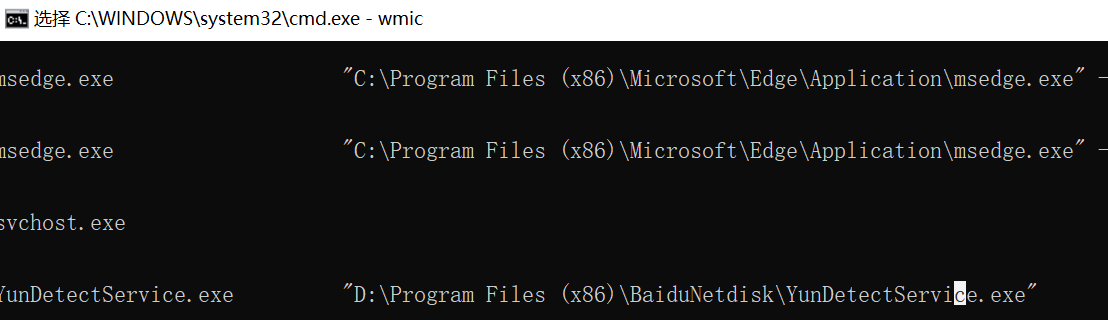 选择 C:\WINDOWS\system32\cmd.exe - wmic
msedge.exe "C:\Program Files (x86)\Microsoft\Edge\Application\msedge.exe" -
msedge.exe "C:\Program Files (x86)\Microsoft\Edge\Application\msedge.exe" -
svchost.exe
YunDetectService.exe "D:\Program Files (x86)\BaiduNetdisk\YunDetectService.exe"